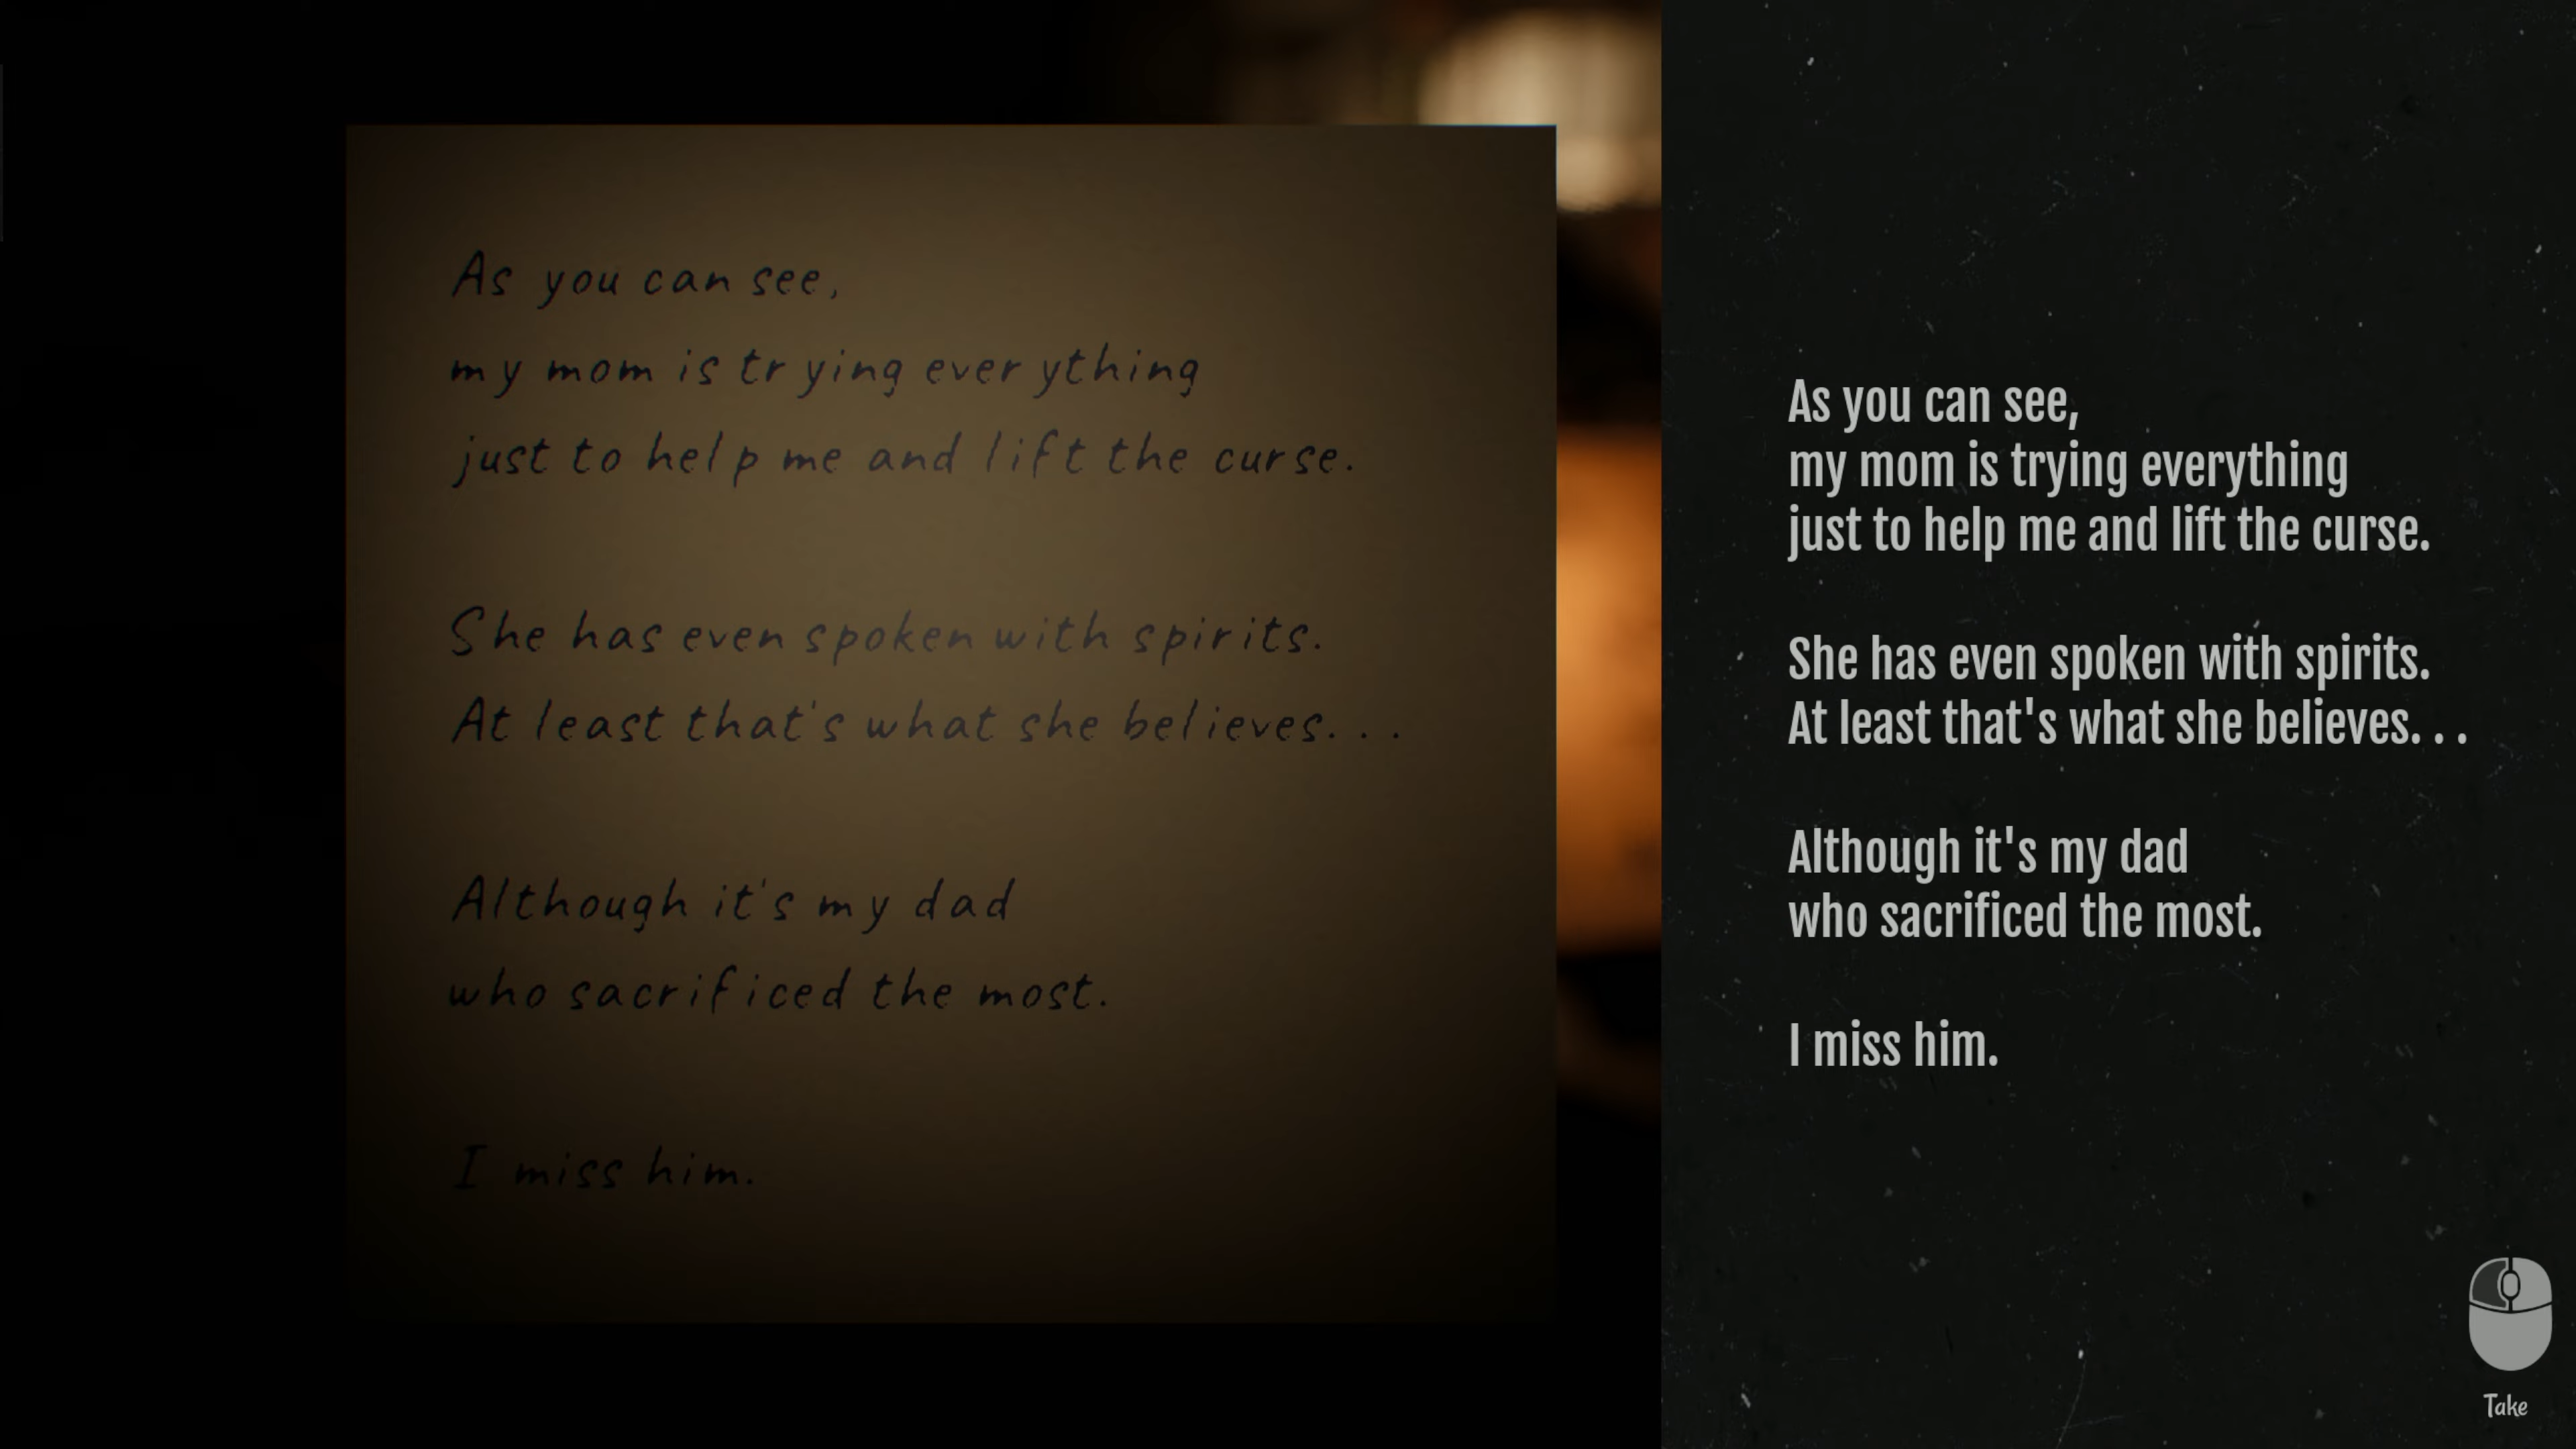 As you can see,
my mom is trying everything
just to help me and lift the curse.
She has even spoken with spirits.
At least that's what she believes. . .
Although it's my dad
who sacrificed the most.
I miss him.
As you can see,
my mom is trying everything
just to help me and lift the curse.
She has even spoken with spirits.
At least that's what she believes. . .
Although it's my dad
who sacrificed the most.
I miss him.
Take